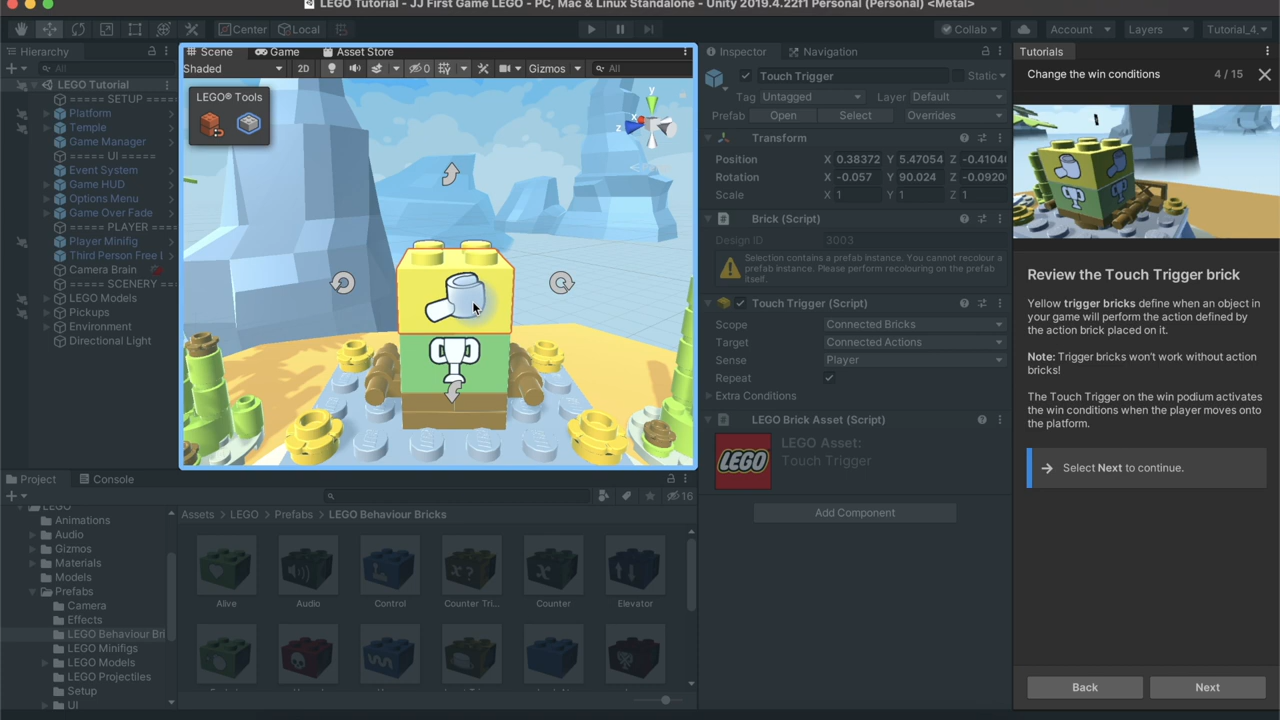 LEGO Tutorial - JJ First Game LEGO - PC, Mac & Linux Standalone - Unity 2019.4.22f1 Personal (Personal) <Metal>
Center Local Collab Account Layers Tutorial_4_
Hierarchy
All
LEGO Tutorial
===== SETUP ====
Platform
Temple
Game Manager
===== UI =====
Event System
Game HUD
Options Menu
Game Over Fade
===== PLAYER
Player Minifig
Third Person Free
Camera Brain
===== SCENERY =
LEGO Models
Pickups
Environment
Directional Light
Scene Game Asset Store
Shaded 2D 0 Gizmos All
LEGO® Tools
x y z
Inspector Navigation
Touch Trigger Static
Tag Untagged Layer Default
Prefab Open Select Overrides
Transform
Position X 0.38372 Y 5.47054 Z -0.4104
Rotation X -0.057 Y 90.024 Z -0.0920
Scale X 1 Y 1 Z 1
Brick (Script)
Design ID 3003
Selection contains a prefab instance. You cannot recolour a
prefab instance. Please perform recolouring on the prefab
itself.
Touch Trigger (Script)
Scope Connected Bricks
Target Connected Actions
Sense Player
Repeat
Extra Conditions
LEGO Brick Asset (Script)
LEGO
LEGO Asset:
Touch Trigger
Add Component
Tutorials
Change the win conditions 4 / 15
Review the Touch Trigger brick
Yellow trigger bricks define when an object in
your game will perform the action defined by
the action brick placed on it.
Note: Trigger bricks won't work without action
bricks!
The Touch Trigger on the win podium activates
the win conditions when the player moves onto
the platform.
Select Next to continue.
Back Next
Project Console
16
LEGO
Animations
Audio
Gizmos
Materials
Models
Prefabs
Camera
Effects
LEGO Behaviour Bri
LEGO Minifigs
LEGO Models
LEGO Projectiles
Setup
UI
Assets > LEGO > Prefabs > LEGO Behaviour Bricks
Alive Audio Control Counter Tri... Counter Elevator